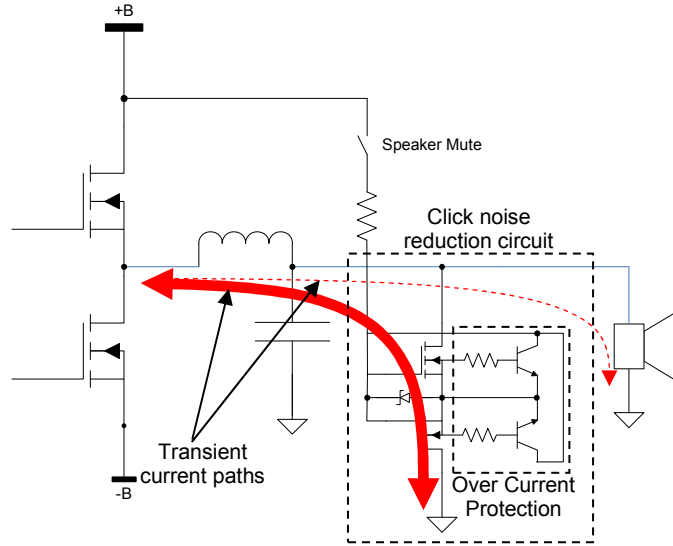 +B
Speaker Mute
Click noise
reduction circuit
Transient
current paths
Over Current
Protection
-B